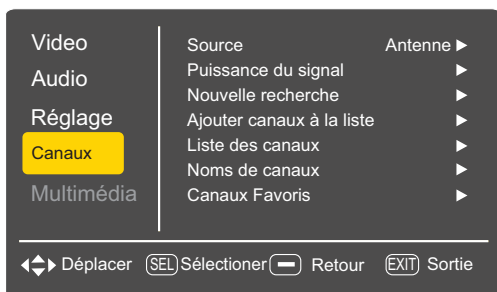 Video
Audio
Réglage
Canaux
Multimédia
Source Antenne ▶
Puissance du signal ▶
Nouvelle recherche ▶
Ajouter canaux à la liste ▶
Liste des canaux ▶
Noms de canaux ▶
Canaux Favoris ▶
Déplacer SEL Sélectioner Retour EXIT Sortie